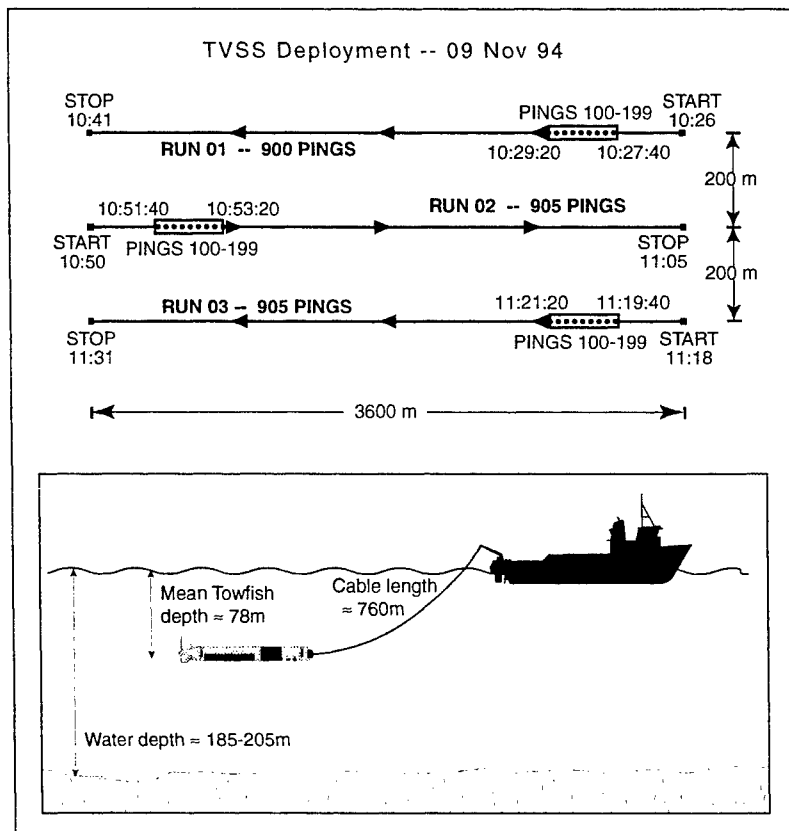 TVSS Deployment -- 09 Nov 94
STOP
10:41
PINGS 100-199
START
10:26
RUN 01 -- 900 PINGS
10:29:20
10:27:40
200 m
10:51:40
10:53:20
RUN 02 -- 905 PINGS
START
10:50
PINGS 100-199
STOP
11:05
200 m
RUN 03 -- 905 PINGS
11:21:20
11:19:40
STOP
11:31
PINGS 100-199
START
11:18
3600 m
Mean Towfish
depth ≈ 78m
Cable length
≈ 760m
Water depth ≈ 185-205m